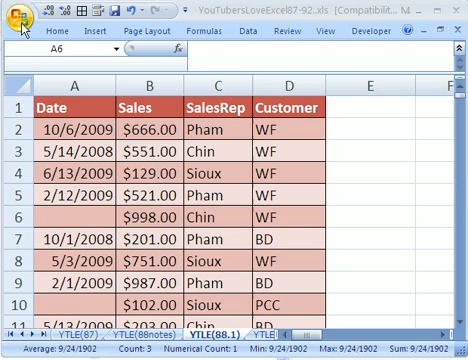 YouTubersLoveExcel87-92.xls [Compatibility
Home Insert Page Layout Formulas Data Review View Developer
A6 fx
A B C D E F
1 Date Sales SalesRep Customer
2 10/6/2009 $666.00 Pham WF
3 5/14/2008 $551.00 Chin WF
4 6/13/2009 $129.00 Sioux WF
5 2/12/2009 $521.00 Pham WF
6 $998.00 Chin WF
7 10/1/2008 $201.00 Pham BD
8 5/3/2009 $751.00 Sioux WF
9 2/1/2009 $987.00 Pham BD
10 $102.00 Sioux PCC
11 5/13/2009 $203.00 Chin BD
YTLE(87) YTLE(88notes) YTLE(88.1) YTLE
Average: 9/24/1902 Count: 3 Numerical Count: 1 Min: 9/24/1902 Max: 9/24/1902 Sum: 9/24/1902